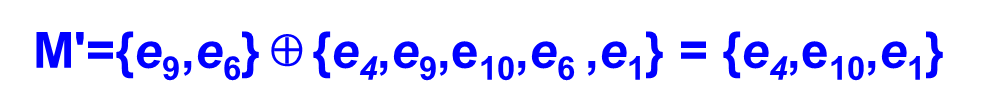 M'={e₉,e₆} ⊕ {e₄,e₉,e₁₀,e₆ ,e₁} = {e₄,e₁₀,e₁}